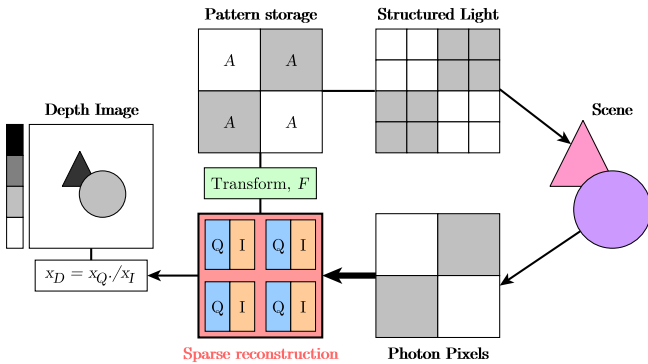 Pattern storage
Structured Light
A A
A A
Depth Image
Scene
Transform, F
Q I Q I
Q I Q I
x_D = x_Q./x_I
Sparse reconstruction
Photon Pixels